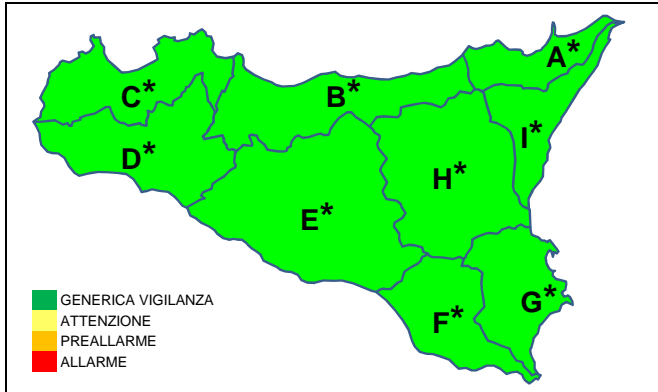 A*
C*
B*
I*
D*
H*
E*
G*
F*
GENERICA VIGILANZA
ATTENZIONE
PREALLARME
ALLARME